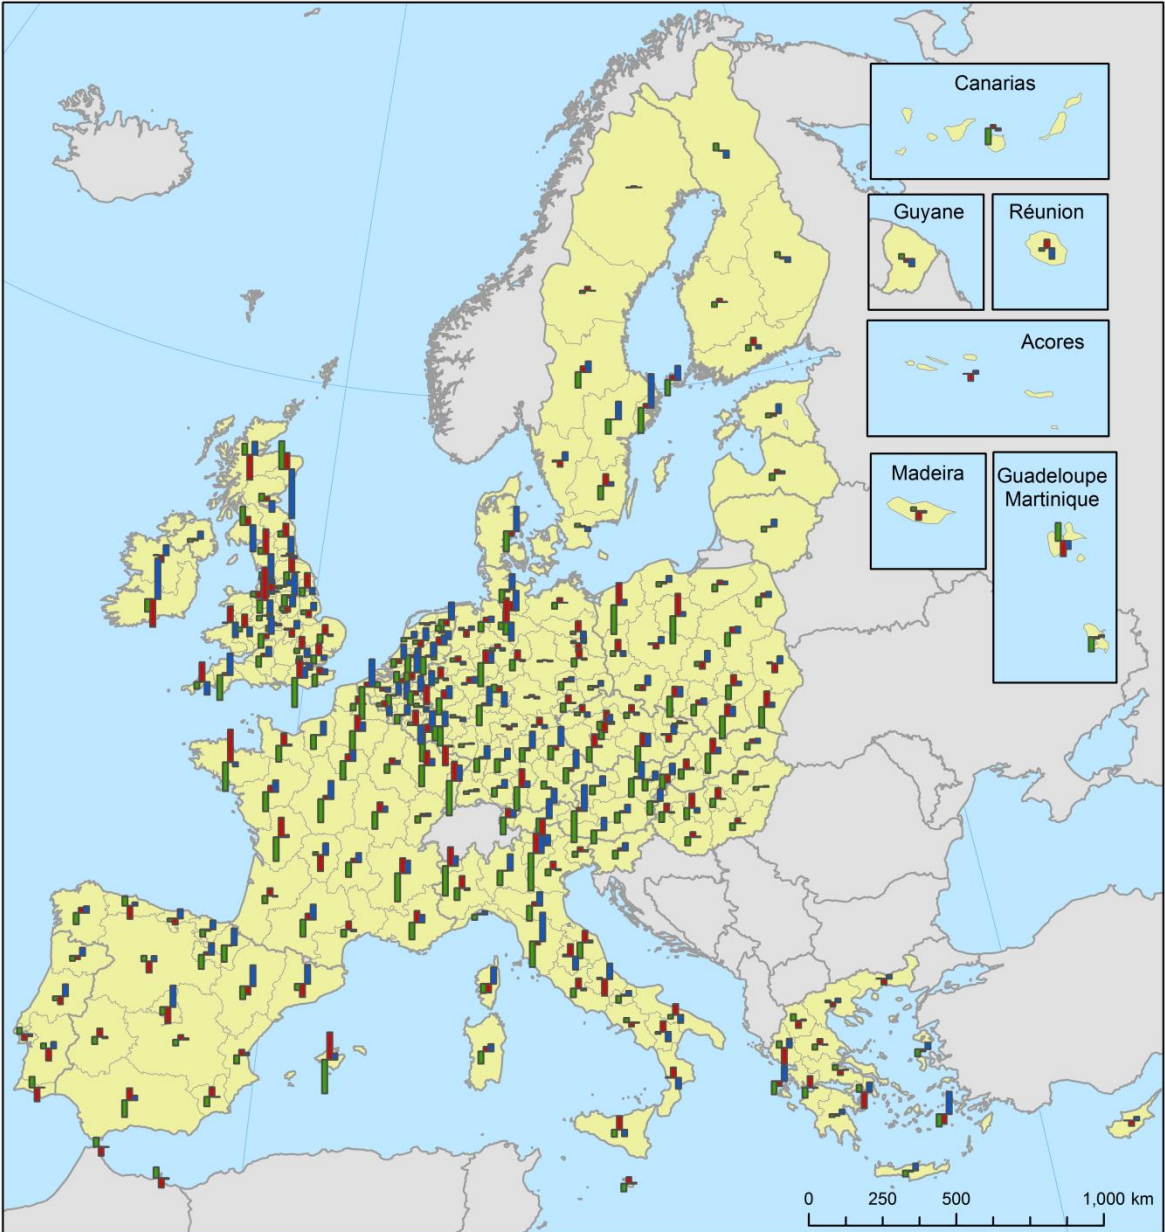 Canarias
Guyane
Réunion
Acores
Madeira
Guadeloupe
Martinique
0 250 500 1,000 km